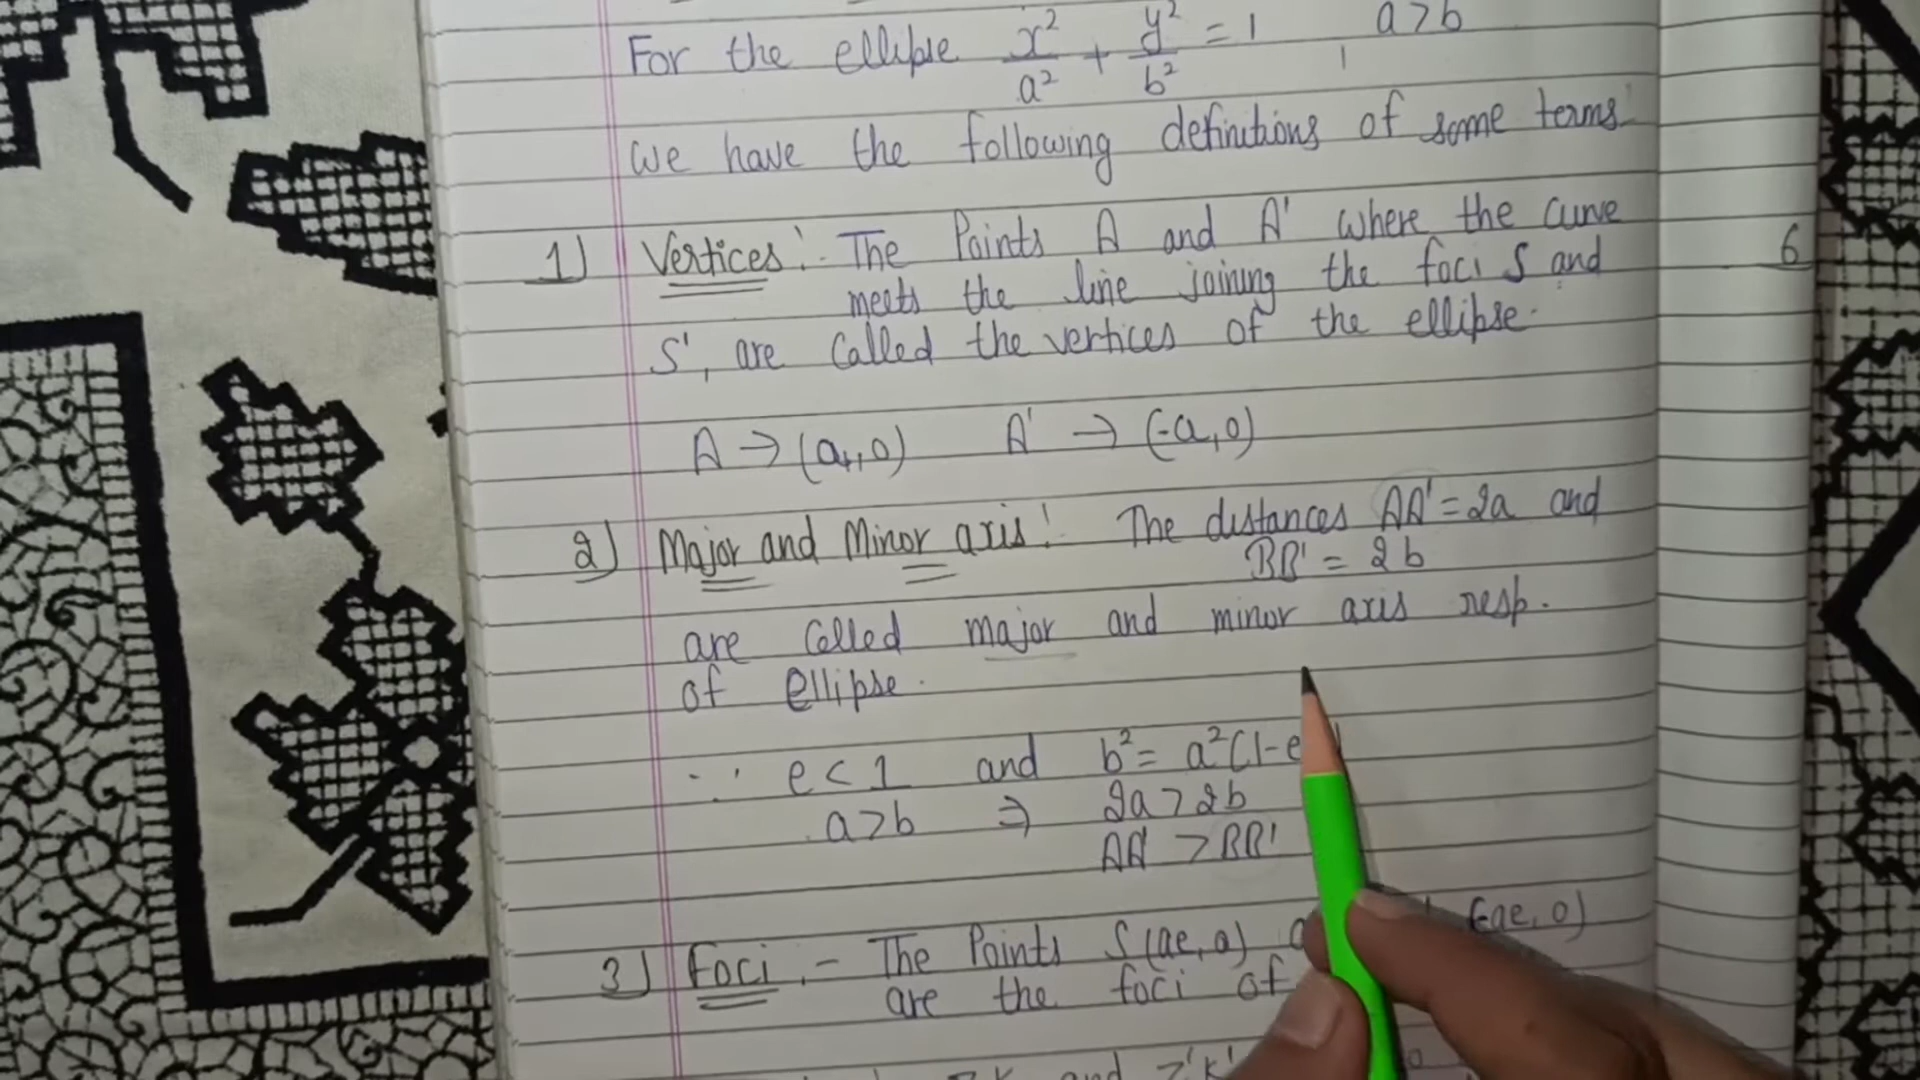 For the ellipse x²/a² + y²/b² = 1, a>b
we have the following definitions of some terms.
1) Vertices:- The Points A and A' where the curve
meets the line joining the foci S and
S', are called the vertices of the ellipse.
6
A → (a,0) A' → (-a,0)
2) Major and Minor axis: The distances AA' = 2a and
BB' = 2b
are called major and minor axis resp.
of ellipse.
∵ e < 1 and b² = a²(1-e
a>b ⇒ 2a > 2b
AA' > BB'
3) Foci:- The Points S(ae, 0) (-ae, 0)
are the foci of
and Z'K'